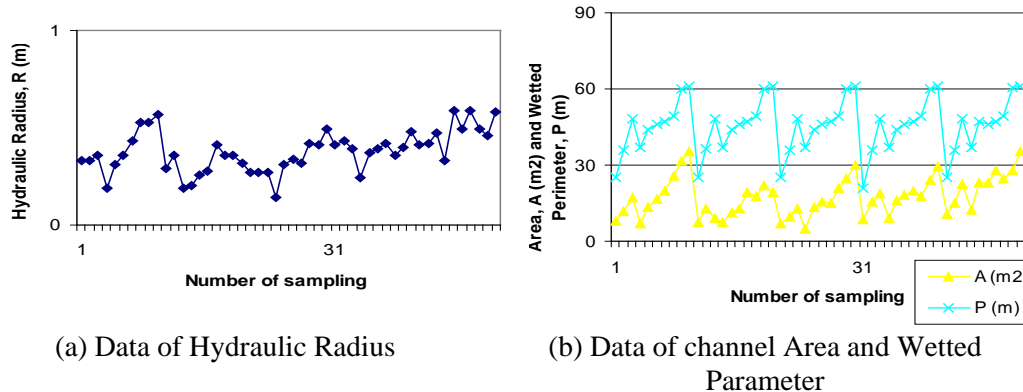 1
Hydraulic Radius, R (m)
0
1
31
Number of sampling
(a) Data of Hydraulic Radius
90
60
30
0
Area, A (m2) and Wetted
Perimeter, P (m)
1
31
Number of sampling
A (m2
P (m)
(b) Data of channel Area and Wetted
Parameter